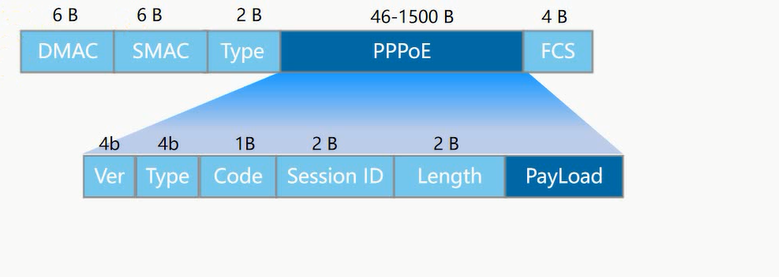 6 B 6 B 2 B 46-1500 B 4 B
DMAC SMAC Type PPPoE FCS
4b 4b 1B 2 B 2 B
Ver Type Code Session ID Length PayLoad